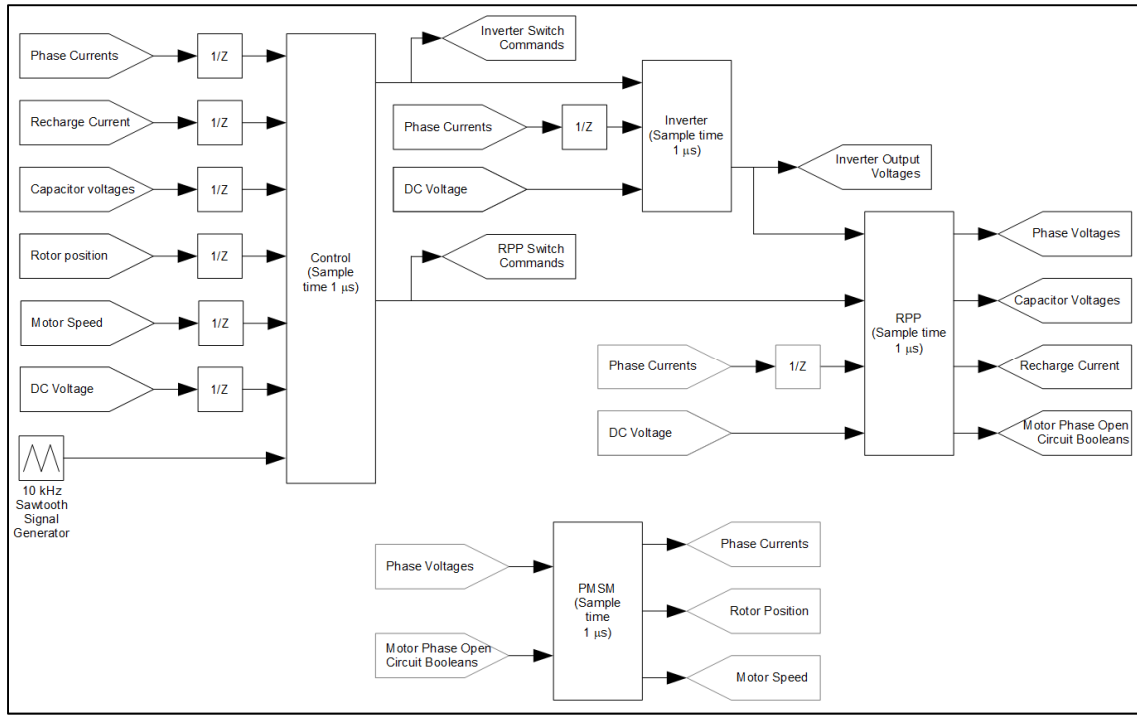 Phase Currents
1/Z
Recharge Current
1/Z
Capacitor voltages
1/Z
Rotor position
1/Z
Motor Speed
1/Z
DC Voltage
1/Z
10 kHz
Sawtooth
Signal
Generator
Control
(Sample
time 1 μs)
Inverter Switch
Commands
Phase Currents
1/Z
DC Voltage
Inverter
(Sample time
1 μs)
Inverter Output
Voltages
RPP Switch
Commands
Phase Currents
1/Z
DC Voltage
RPP
(Sample time
1 μs)
Phase Voltages
Capacitor Voltages
Recharge Current
Motor Phase Open
Circuit Booleans
Phase Voltages
Motor Phase Open
Circuit Booleans
PMSM
(Sample
time
1 μs)
Phase Currents
Rotor Position
Motor Speed